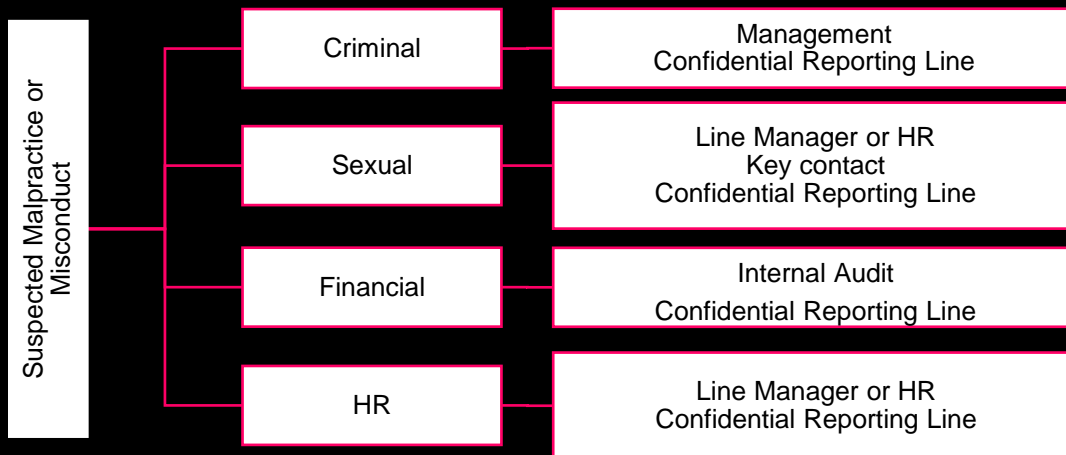 Suspected Malpractice or
Misconduct
Criminal
Management
Confidential Reporting Line
Sexual
Line Manager or HR
Key contact
Confidential Reporting Line
Financial
Internal Audit
Confidential Reporting Line
HR
Line Manager or HR
Confidential Reporting Line